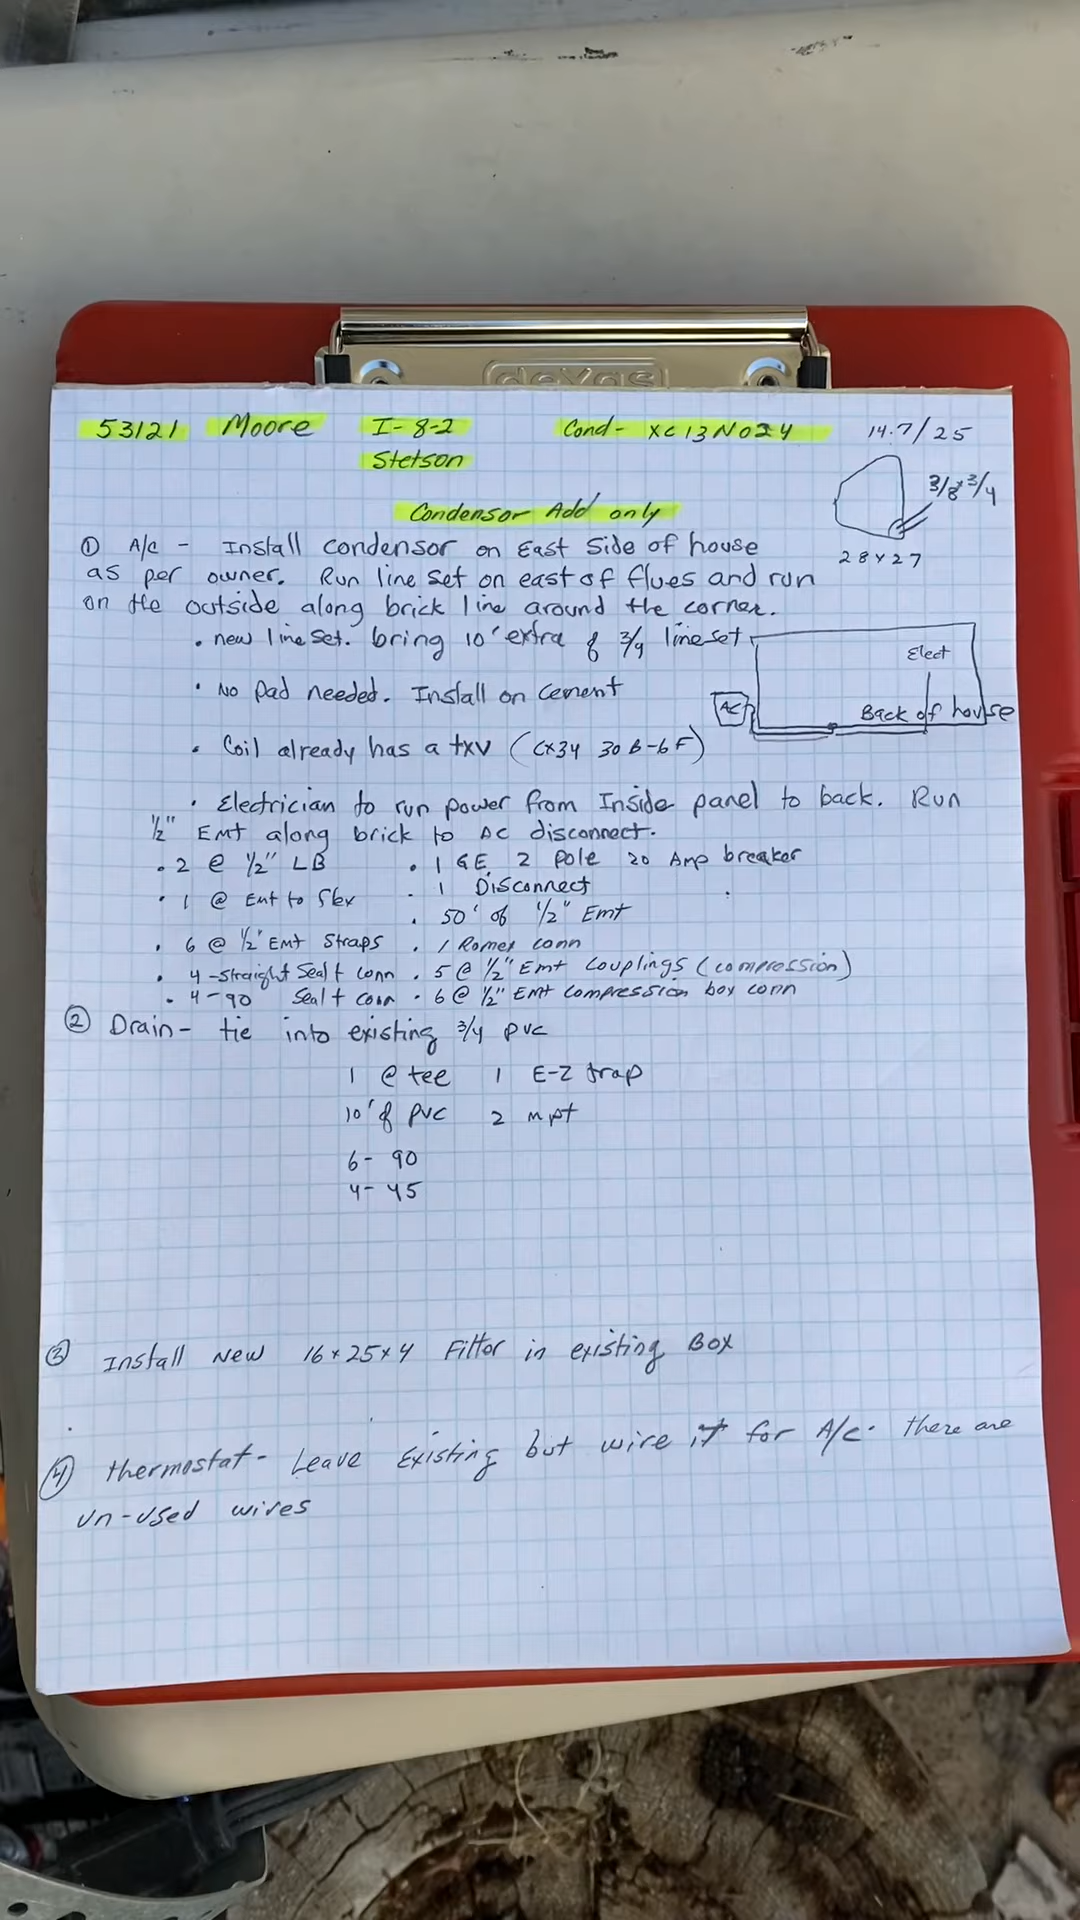 devas
53121 Moore I-8-2 Cond- XC13N024 14.7/25
Stetson
3/8 x 3/4
28x27
Condensor Add only
① A/c - Install condensor on East Side of house
as per owner. Run line set on east of flues and run
on the outside along brick line around the corner.
• new line set. bring 10' extra of 3/4 lineset
Elect
• No pad needed. Install on cement
AC
Back of house
• Coil already has a txv (CX34 30 B-6F)
• Electrician to run power from Inside panel to back. Run
1/2" Emt along brick to AC disconnect.
• 2 @ 1/2" LB • 1 GE 2 Pole 20 Amp breaker
• 1 @ Emt to flex • 1 Disconnect
• 50' of 1/2" Emt
• 6 @ 1/2" Emt Straps • 1 Romex conn
• 4-Straight Sealt conn • 5 @ 1/2" Emt Couplings (compression)
• 4-90 Sealt conn • 6 @ 1/2" EMT Compression box conn
② Drain- tie into existing 3/4 pvc
1 @ tee 1 E-Z trap
10' of pvc 2 mpt
6- 90
4- 45
③ Install New 16x25x4 Filtor in existing Box
④ thermostat- Leave Existing but wire it for A/c. there are
un-used wires